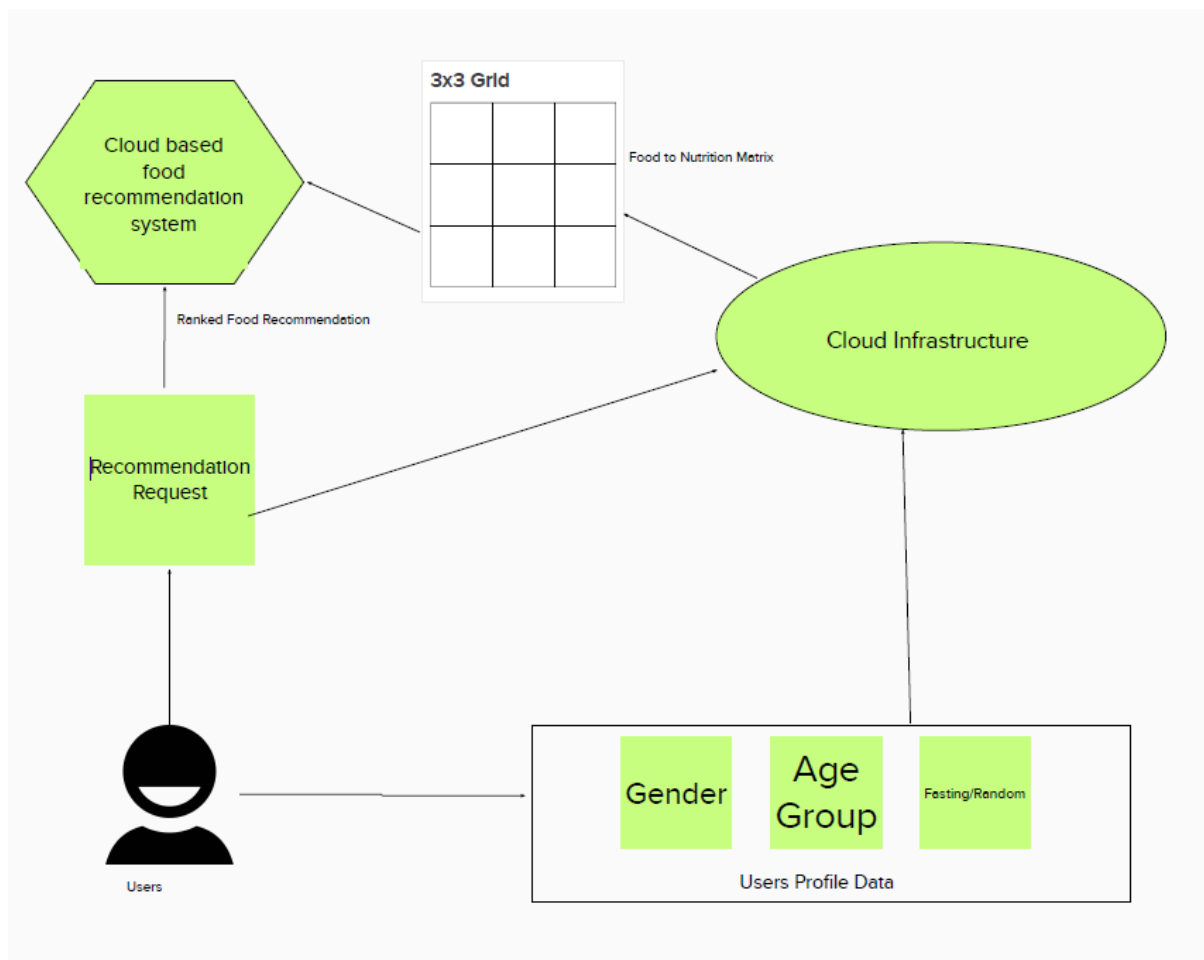 3x3 Grid
Cloud based
food
recommendation
system
Food to Nutrition Matrix
Ranked Food Recommendation
Cloud Infrastructure
Recommendation
Request
Gender
Age
Group
Fasting/Random
Users Profile Data
Users